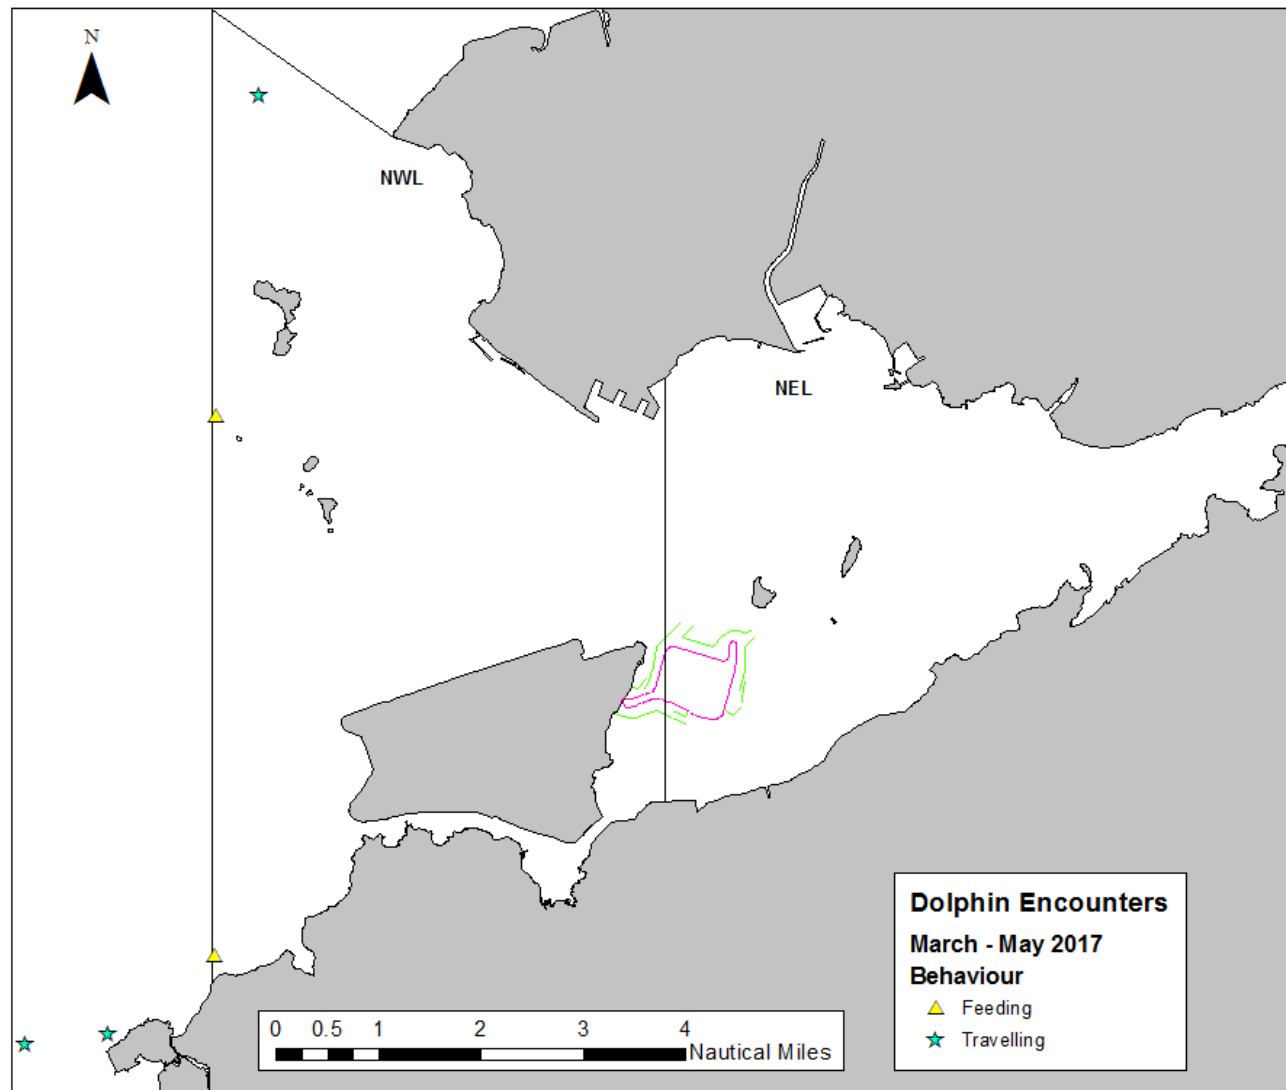 N
NWL
NEL
Dolphin Encounters
March - May 2017
Behaviour
Feeding
Travelling
0 0.5 1 2 3 4
Nautical Miles